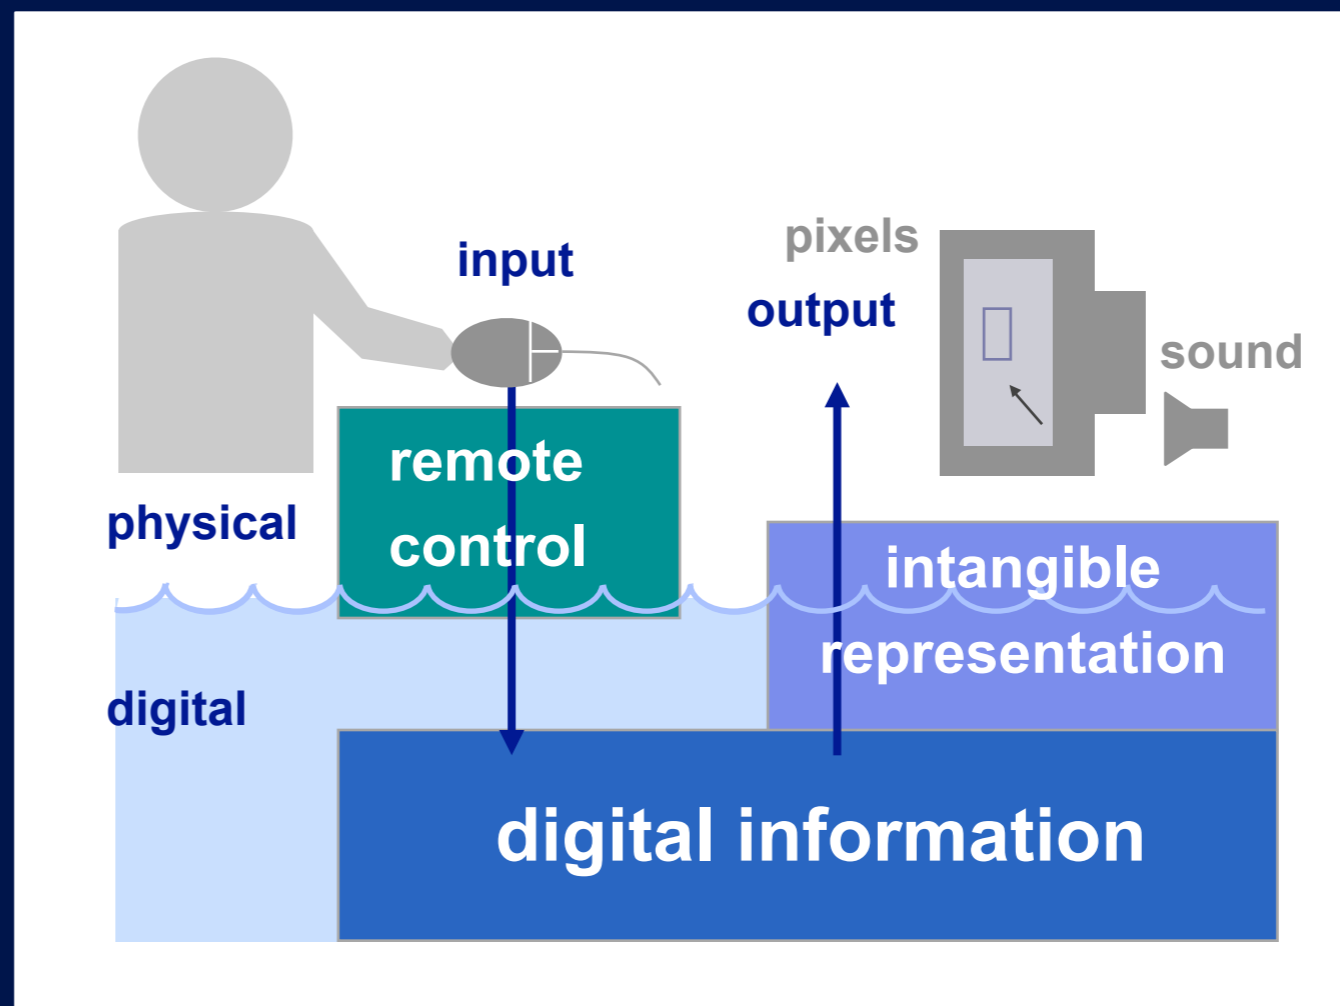 input
pixels
output
sound
remote
control
physical
intangible
representation
digital
digital information